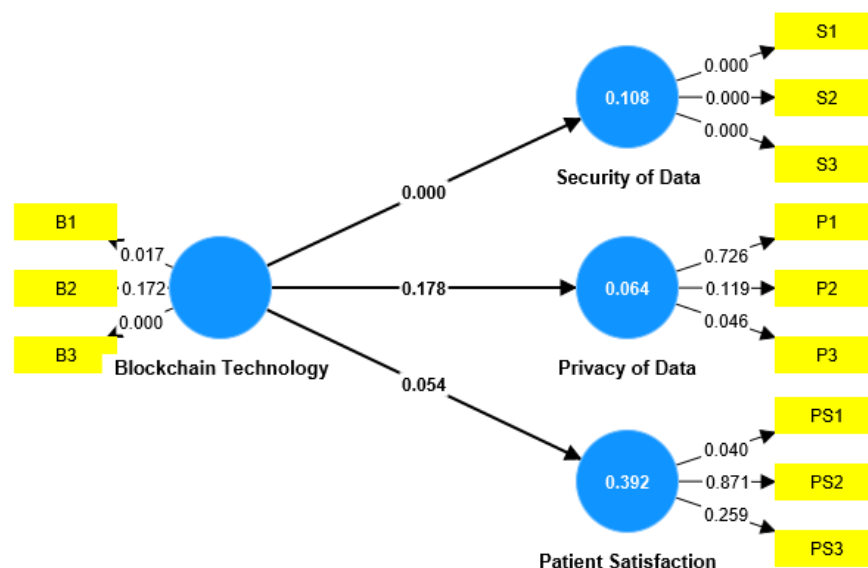 S1
0.000
S2
0.000
S3
0.000
0.108
Security of Data
0.000
B1
0.017
B2
0.172
B3
0.000
Blockchain Technology
0.178
0.064
Privacy of Data
P1
0.726
P2
0.119
P3
0.046
0.054
0.392
Patient Satisfaction
PS1
0.040
PS2
0.871
PS3
0.259